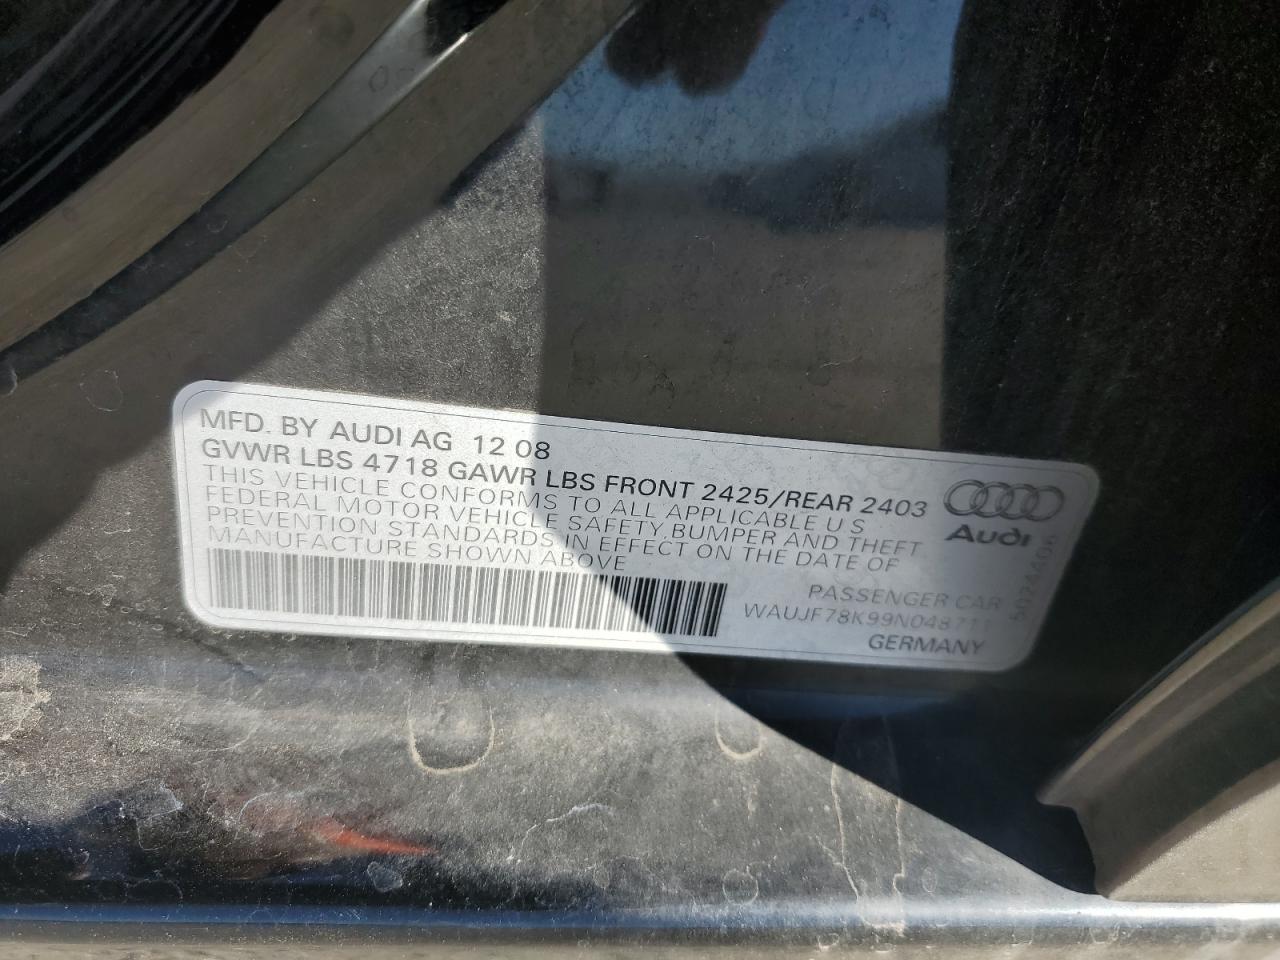 MFD. BY AUDI AG 12 08
GVWR LBS 4718 GAWR LBS FRONT 2425/REAR 2403
THIS VEHICLE CONFORMS TO ALL APPLICABLE U S
FEDERAL MOTOR VEHICLE SAFETY, BUMPER AND THEFT
PREVENTION STANDARDS IN EFFECT ON THE DATE OF
MANUFACTURE SHOWN ABOVE
Audi
PASSENGER CAR
WAUJF78K99N048711
GERMANY